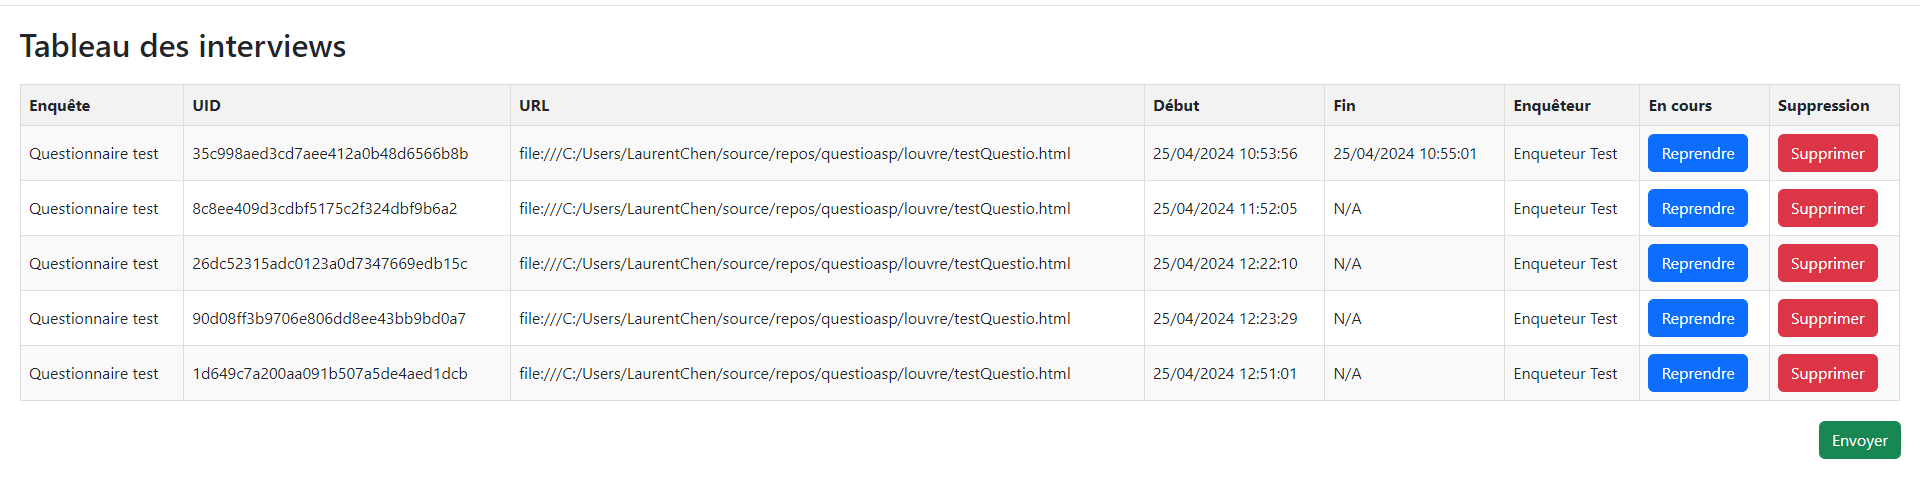 Tableau des interviews
Enquête UID URL Début Fin Enquêteur En cours Suppression
Questionnaire test 35c998aed3cd7aee412a0b48d6566b8b file:///C:/Users/LaurentChen/source/repos/questioasp/louvre/testQuestio.html 25/04/2024 10:53:56 25/04/2024 10:55:01 Enqueteur Test Reprendre Supprimer
Questionnaire test 8c8ee409d3cdbf5175c2f324dbf9b6a2 file:///C:/Users/LaurentChen/source/repos/questioasp/louvre/testQuestio.html 25/04/2024 11:52:05 N/A Enqueteur Test Reprendre Supprimer
Questionnaire test 26dc52315adc0123a0d7347669edb15c file:///C:/Users/LaurentChen/source/repos/questioasp/louvre/testQuestio.html 25/04/2024 12:22:10 N/A Enqueteur Test Reprendre Supprimer
Questionnaire test 90d08ff3b9706e806dd8ee43bb9bd0a7 file:///C:/Users/LaurentChen/source/repos/questioasp/louvre/testQuestio.html 25/04/2024 12:23:29 N/A Enqueteur Test Reprendre Supprimer
Questionnaire test 1d649c7a200aa091b507a5de4aed1dcb file:///C:/Users/LaurentChen/source/repos/questioasp/louvre/testQuestio.html 25/04/2024 12:51:01 N/A Enqueteur Test Reprendre Supprimer
Envoyer